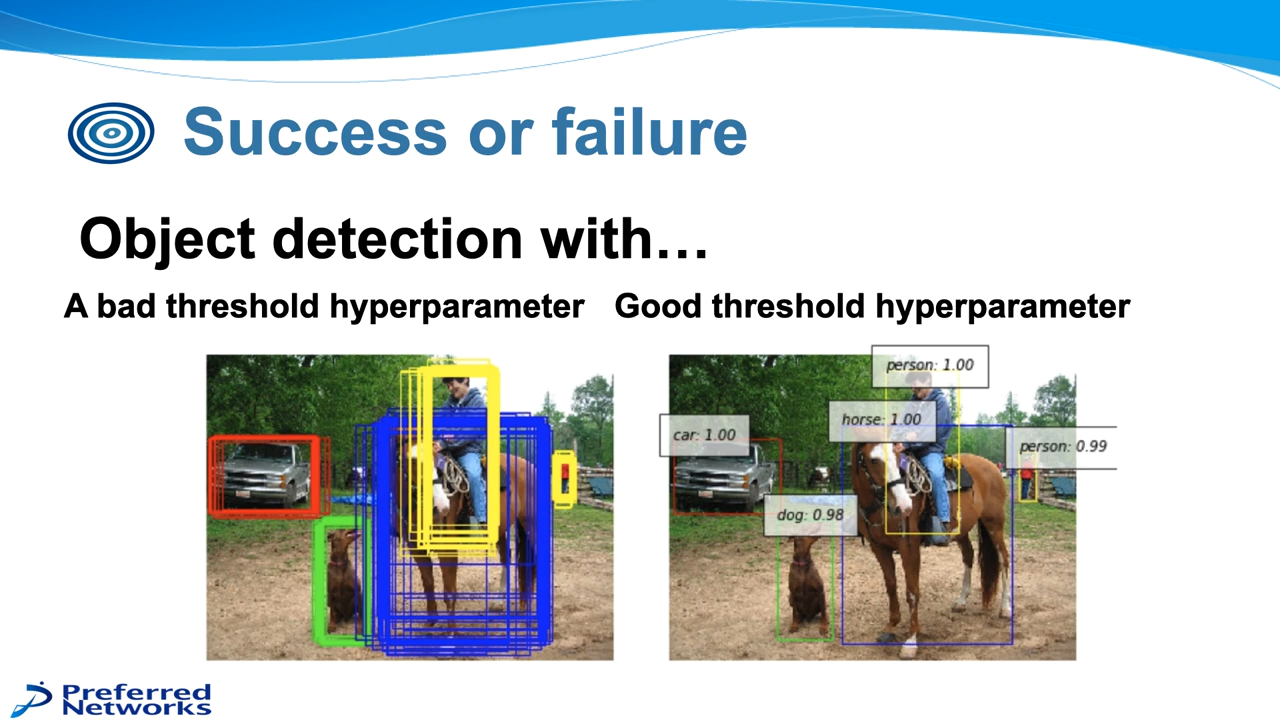 Success or failure
Object detection with…
A bad threshold hyperparameter
Good threshold hyperparameter
person: 1.00
horse: 1.00
car: 1.00
person: 0.99
dog: 0.98
Preferred
Networks